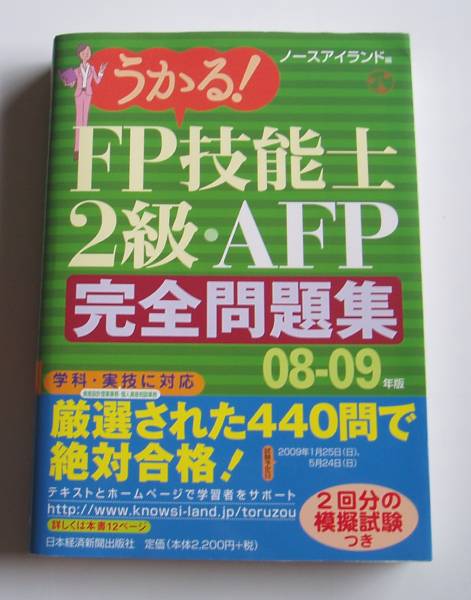 うかる!
ノースアイランド編
FP技能士
2級・AFP
完全問題集
08-09年版
学科・実技に対応
厳選された440問で
絶対合格!
2009年1月25日(日)、
5月24日(日)
テキストとホームページで学習者をサポート
http://www.knowsi-land.jp/toruzou
詳しくは本書12ページ
2回分の
模擬試験
つき
日本経済新聞出版社 定価(本体2,200円+税)